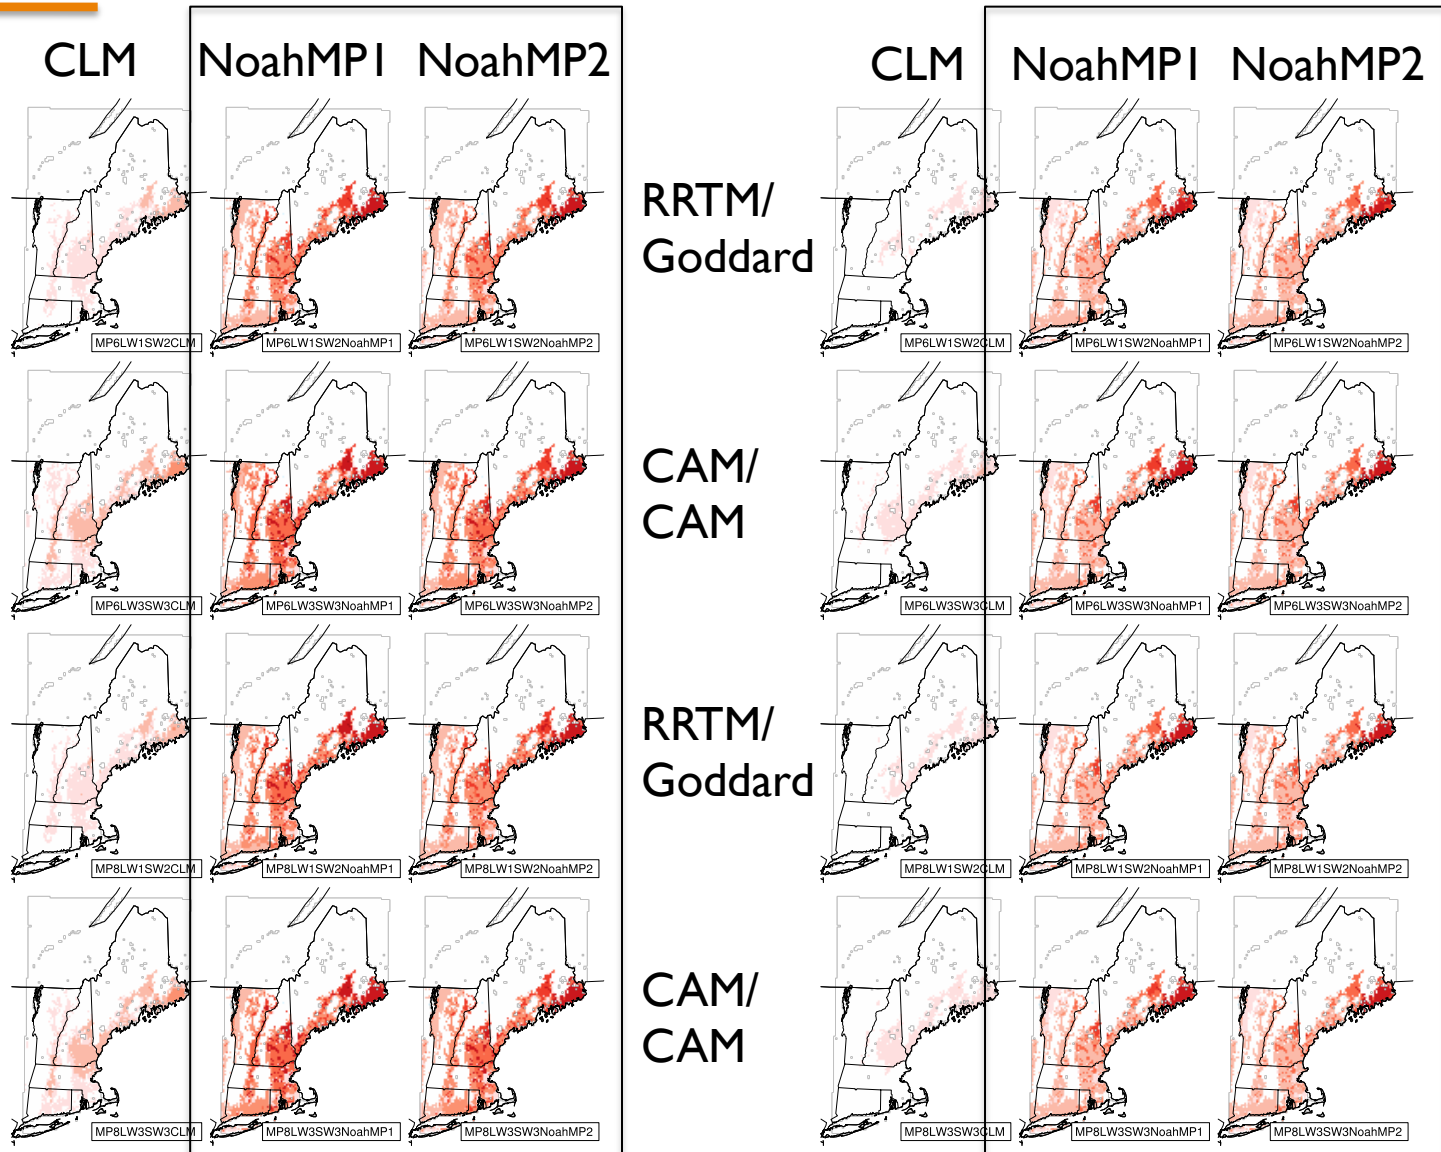 CLM NoahMP1 NoahMP2 CLM NoahMP1 NoahMP2
RRTM/
Goddard
MP6LW1SW2CLM MP6LW1SW2NoahMP1 MP6LW1SW2NoahMP2 MP6LW1SW2CLM MP6LW1SW2NoahMP1 MP6LW1SW2NoahMP2
CAM/
CAM
MP6LW3SW3CLM MP6LW3SW3NoahMP1 MP6LW3SW3NoahMP2 MP6LW3SW3CLM MP6LW3SW3NoahMP1 MP6LW3SW3NoahMP2
RRTM/
Goddard
MP8LW1SW2CLM MP8LW1SW2NoahMP1 MP8LW1SW2NoahMP2 MP8LW1SW2CLM MP8LW1SW2NoahMP1 MP8LW1SW2NoahMP2
CAM/
CAM
MP8LW3SW3CLM MP8LW3SW3NoahMP1 MP8LW3SW3NoahMP2 MP8LW3SW3CLM MP8LW3SW3NoahMP1 MP8LW3SW3NoahMP2